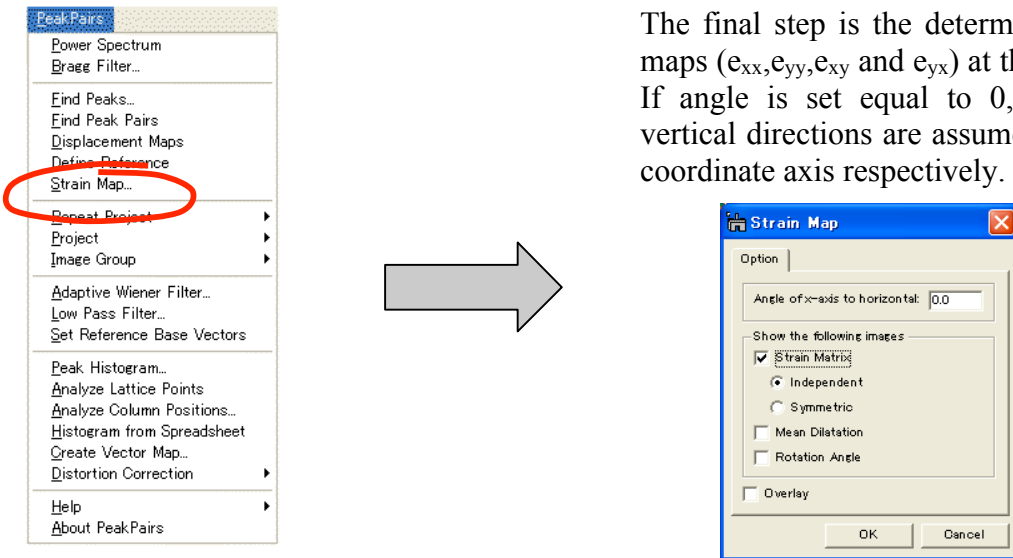 PeakPairs
Power Spectrum
Bragg Filter...
Find Peaks...
Find Peak Pairs
Displacement Maps
Define Reference
Strain Map...
Repeat Project
Project
Image Group
Adaptive Wiener Filter...
Low Pass Filter...
Set Reference Base Vectors
Peak Histogram...
Analyze Lattice Points
Analyze Column Positions...
Histogram from Spreadsheet
Create Vector Map...
Distortion Correction
Help
About PeakPairs
The final step is the determ
maps (exx,eyy,exy and eyx) at th
If angle is set equal to 0,
vertical directions are assum
coordinate axis respectively.
Strain Map
Option
Angle of x-axis to horizontal: 0.0
Show the following images
Strain Matrix
Independent
Symmetric
Mean Dilatation
Rotation Angle
Overlay
OK Cancel